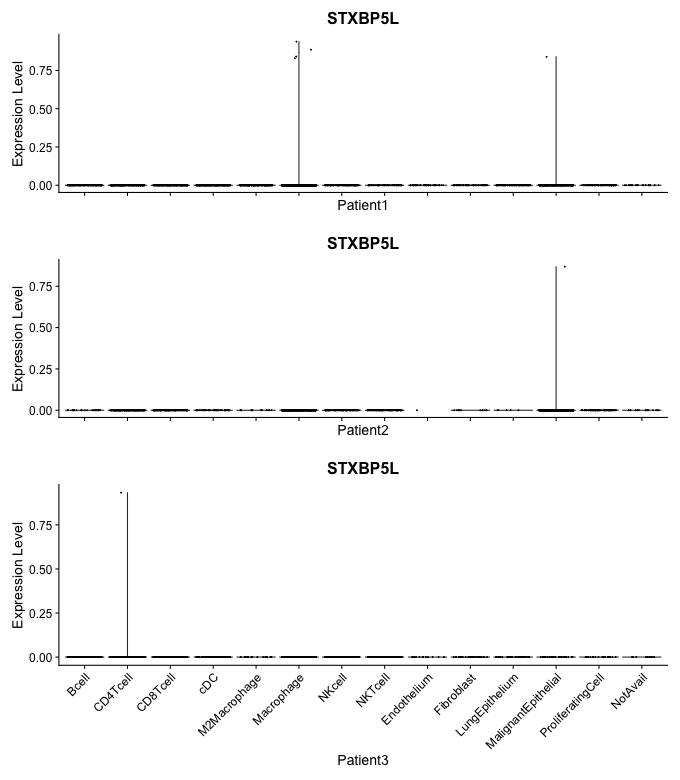 STXBP5L
Expression Level
0.75
0.50
0.25
0.00
Patient1
STXBP5L
Expression Level
0.75
0.50
0.25
0.00
Patient2
STXBP5L
Expression Level
0.75
0.50
0.25
0.00
Bcell
CD4Tcell
CD8Tcell
cDC
M2Macrophage
Macrophage
NKcell
NKTcell
Endothelium
Fibroblast
LungEpithelium
MalignantEpithelial
ProliferatingCell
NotAvail
Patient3